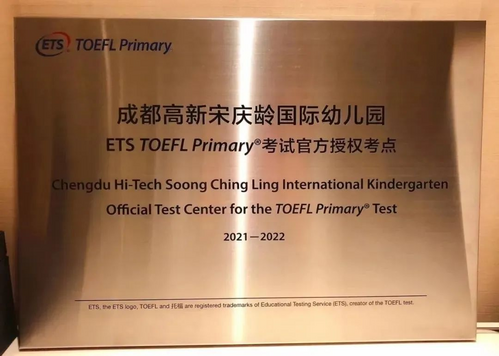 ETS TOEFL Primary
成都高新宋庆龄国际幼儿园
ETS TOEFL Primary®考试官方授权考点
Chengdu Hi-Tech Soong Ching Ling International Kindergarten
Official Test Center for the TOEFL Primary® Test
2021—2022
ETS, the ETS logo, TOEFL and 托福 are registered trademarks of Educational Testing Service (ETS), creator of the TOEFL test.